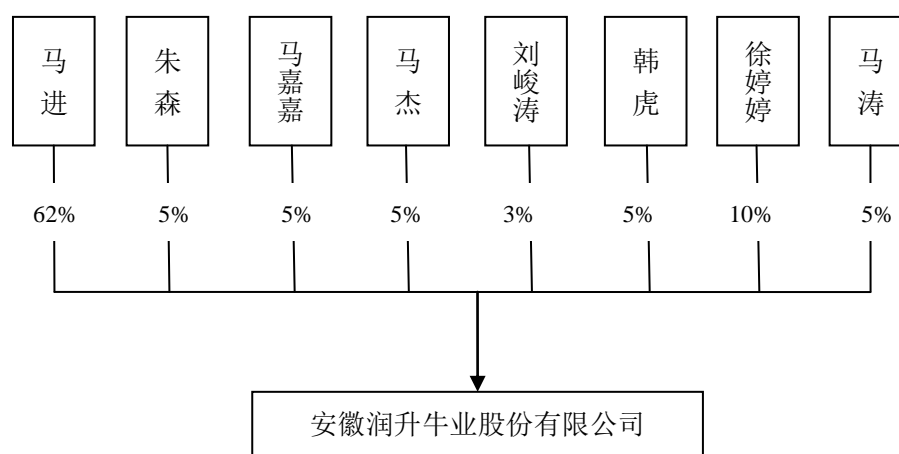 马进
朱森
马嘉嘉
马杰
刘峻涛
韩虎
徐婷婷
马涛
62%
5%
5%
5%
3%
5%
10%
5%
安徽润升牛业股份有限公司